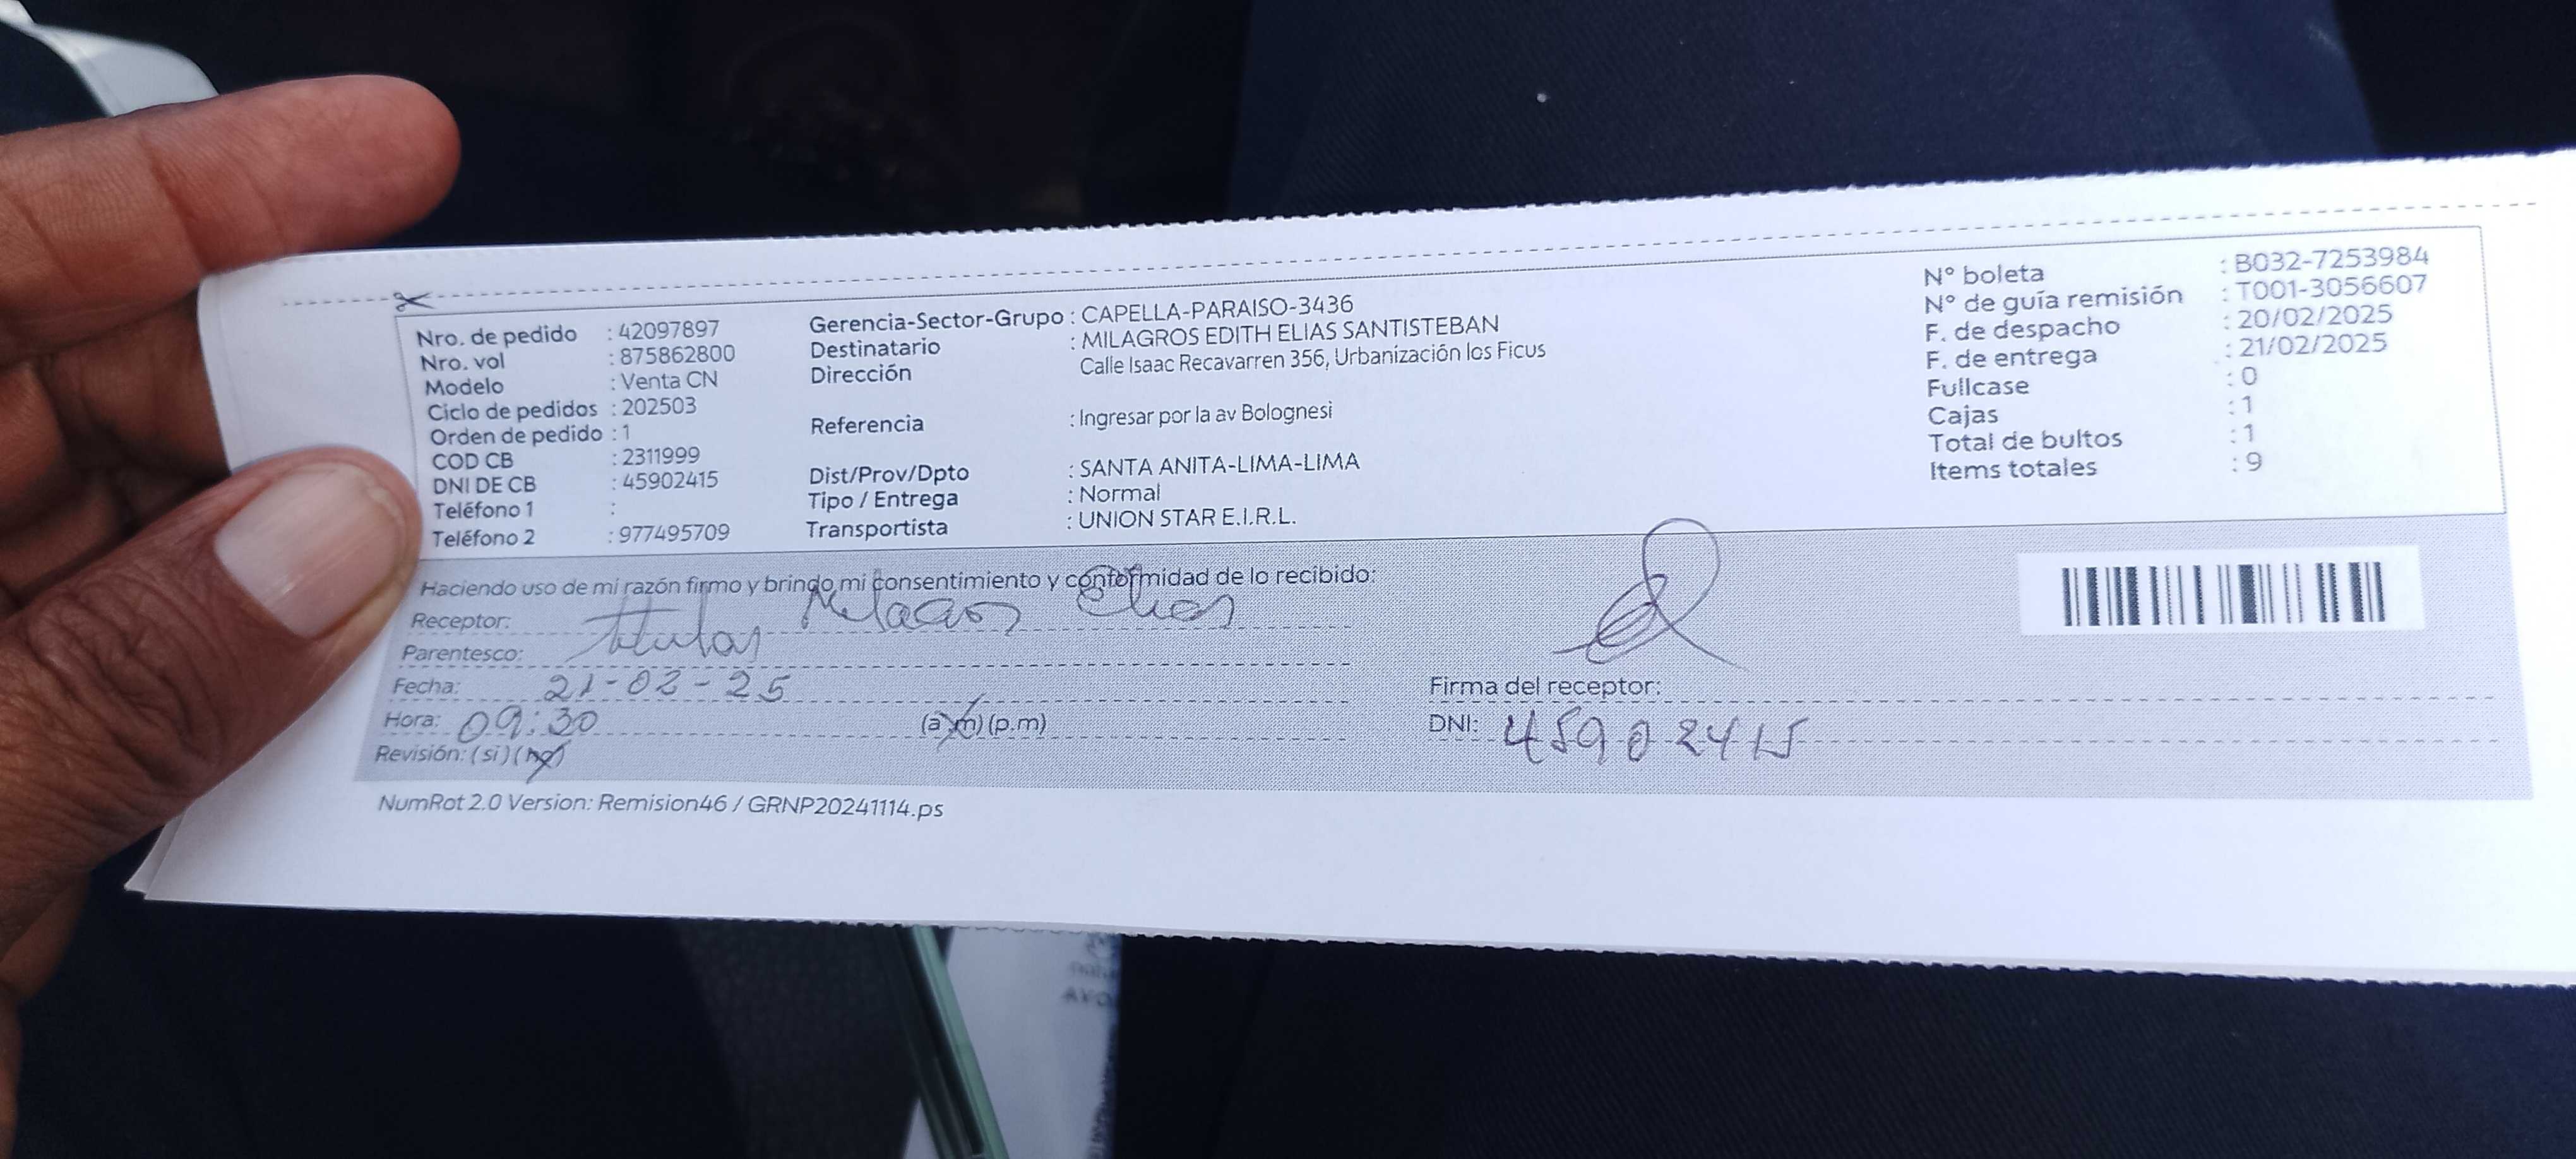 Nro. de pedido : 42097897
Nro. vol : 875862800
Modelo : Venta CN
Ciclo de pedidos : 202503
Orden de pedido : 1
COD CB : 2311999
DNI DE CB : 45902415
Teléfono 1 :
Teléfono 2 : 977495709
Gerencia-Sector-Grupo : CAPELLA-PARAISO-3436
Destinatario : MILAGROS EDITH ELIAS SANTISTEBAN
Dirección Calle Isaac Recavarren 356, Urbanización los Ficus
Referencia : Ingresar por la av Bolognesi
Dist/Prov/Dpto : SANTA ANITA-LIMA-LIMA
Tipo / Entrega : Normal
Transportista : UNION STAR E.I.R.L.
N° boleta : B032-7253984
N° de guía remisión : T001-3056607
F. de despacho : 20/02/2025
F. de entrega : 21/02/2025
Fullcase : 0
Cajas : 1
Total de bultos : 1
Items totales : 9
Haciendo uso de mi razón firmo y brindo mi consentimiento y conformidad de lo recibido:
Receptor: Milagros Elias
Parentesco: titular
Fecha: 21-02-25
Hora: 09:30 (a.m) (p.m)
Revisión: (si) (no)
Firma del receptor:
DNI: 45902415
NumRot 2.0 Version: Remision46 / GRNP20241114.ps